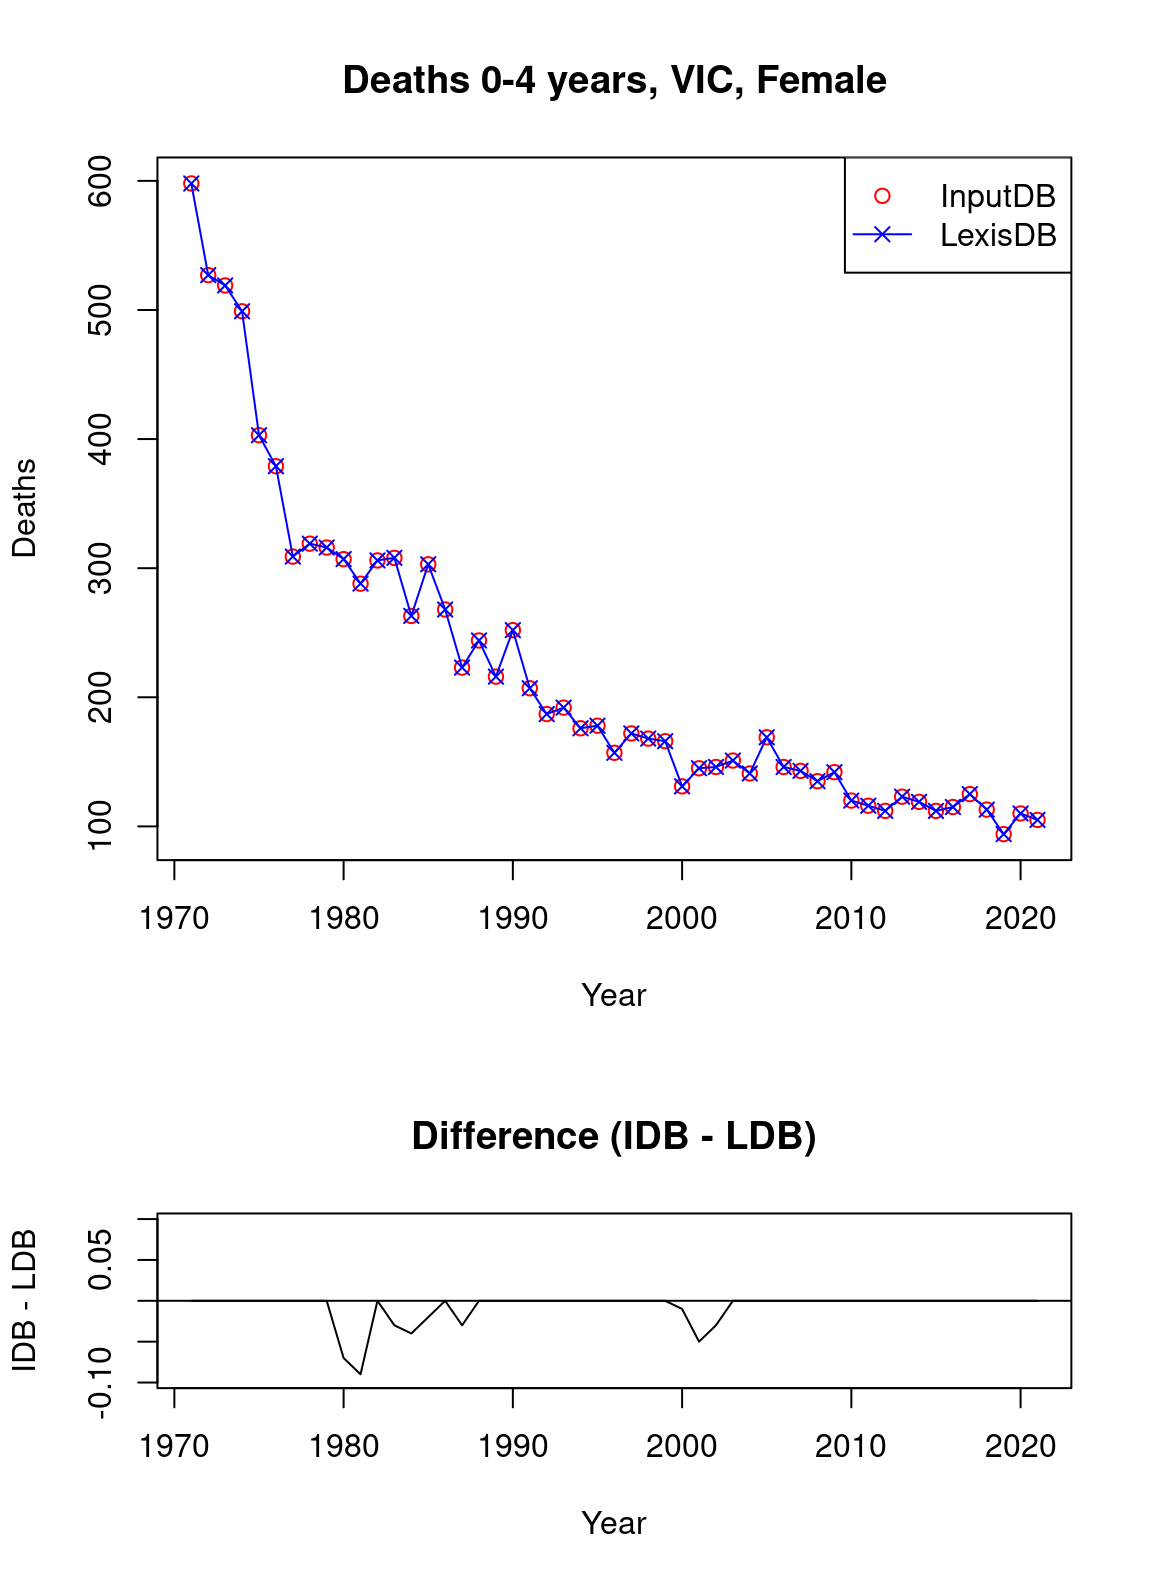 Deaths 0-4 years, VIC, Female
600
500
400
300
200
100
Deaths
InputDB
LexisDB
1970 1980 1990 2000 2010 2020
Year
Difference (IDB - LDB)
0.05
-0.10
IDB - LDB
1970 1980 1990 2000 2010 2020
Year